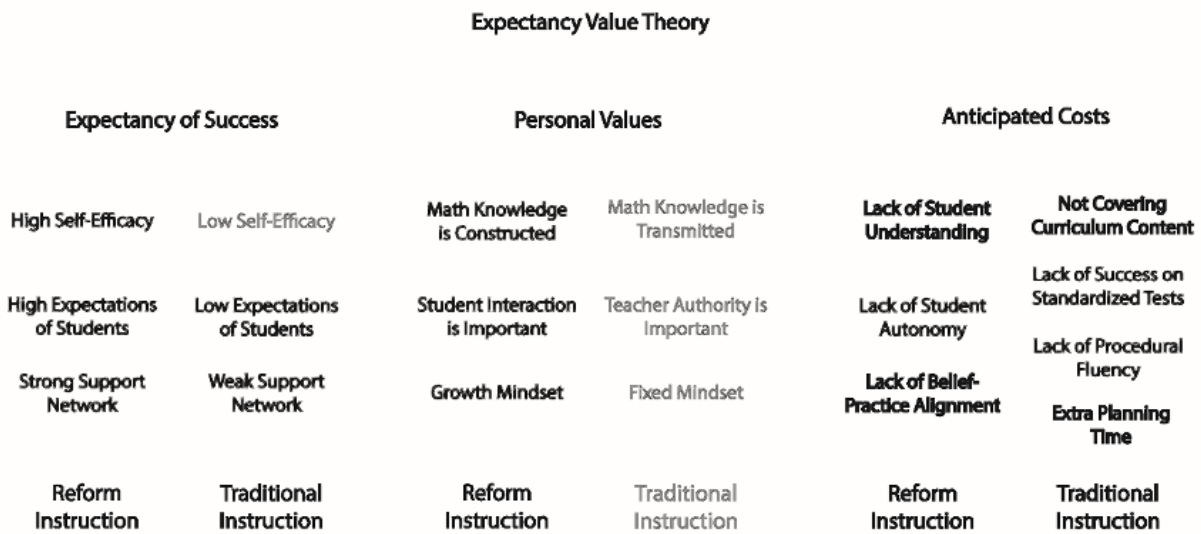 Expectancy Value Theory
Expectancy of Success
Personal Values
Anticipated Costs
High Self-Efficacy
Low Self-Efficacy
Math Knowledge
is Constructed
Math Knowledge is
Transmitted
Lack of Student
Understanding
Not Covering
Curriculum Content
High Expectations
of Students
Low Expectations
of Students
Student Interaction
is Important
Teacher Authority is
Important
Lack of Student
Autonomy
Lack of Success on
Standardized Tests
Lack of Procedural
Fluency
Strong Support
Network
Weak Support
Network
Growth Mindset
Fixed Mindset
Lack of Belief-
Practice Alignment
Extra Planning
Time
Reform
Instruction
Traditional
Instruction
Reform
Instruction
Traditional
Instruction
Reform
Instruction
Traditional
Instruction